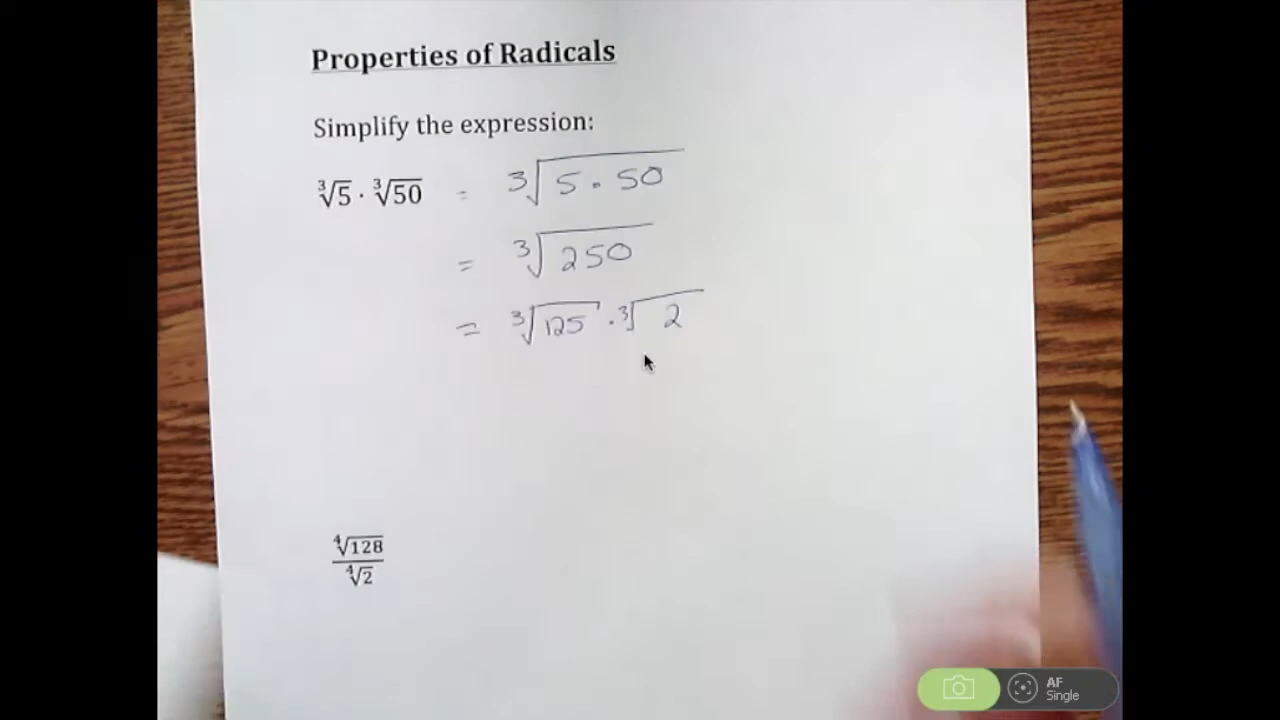 Properties of Radicals
Simplify the expression:
∛5 · ∛50 = ∛(5 · 50)
= ∛250
= ∛125 · ∛2
∜128
∜2
AF
Single